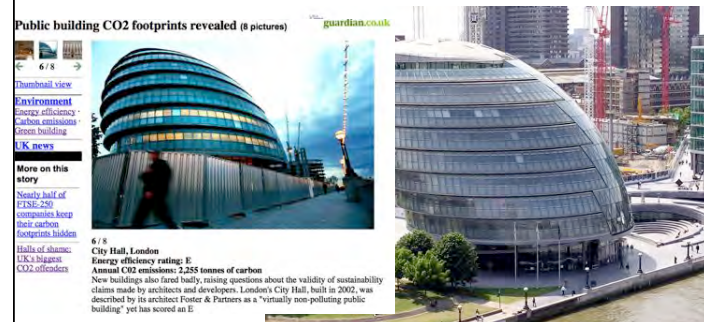 Public building CO2 footprints revealed (8 pictures)
guardian.co.uk
6/8
Thumbnail view
Environment
Energy efficiency ·
Carbon emissions ·
Green building
UK news
More on this
story
Nearly half of
FTSE-250
companies keep
their carbon
footprints hidden
Halls of shame:
UK's biggest
CO2 offenders
6 / 8
City Hall, London
Energy efficiency rating: E
Annual C02 emissions: 2,255 tonnes of carbon
New buildings also fared badly, raising questions about the validity of sustainability
claims made by architects and developers. London's City Hall, built in 2002, was
described by its architect Foster & Partners as a "virtually non-polluting public
building" yet has scored an E